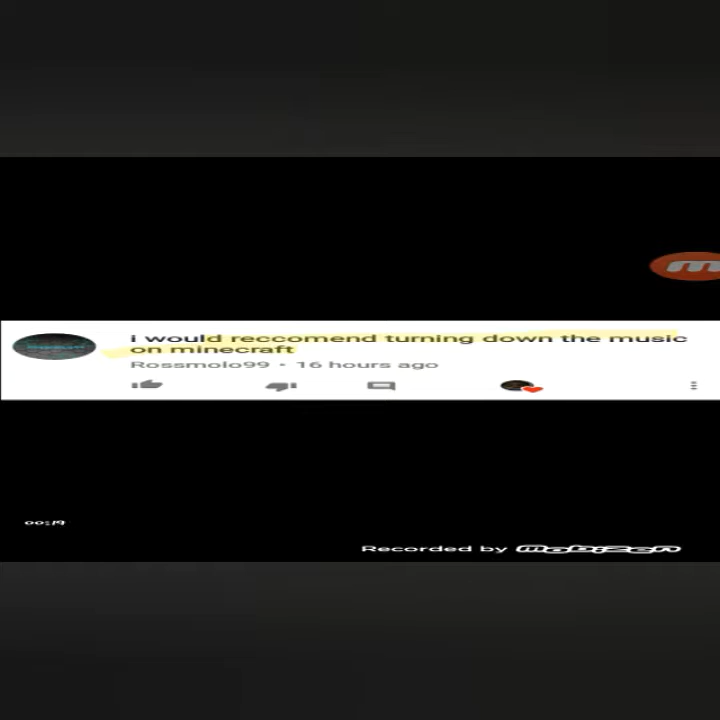 i would reccomend turning down the music
on minecraft
Rossmolo99 • 16 hours ago
00:19
Recorded by mobizen